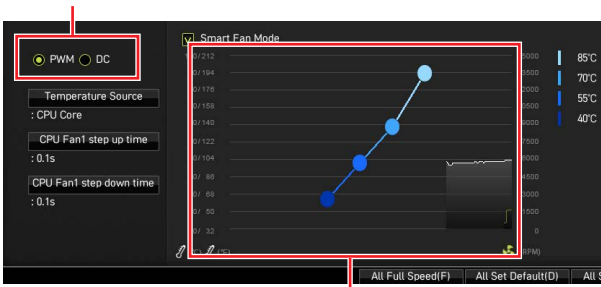 Smart Fan Mode
PWM DC
Temperature Source
: CPU Core
CPU Fan1 step up time
: 0.1s
CPU Fan1 step down time
: 0.1s
0/212
0/194
0/176
0/158
0/140
0/122
0/104
0/ 86
0/ 68
0/ 50
0/ 32
(°F)
5000
3500
2000
0500
9000
7500
6000
4500
3000
1500
0
(RPM)
85°C
70°C
55°C
40°C
All Full Speed(F)
All Set Default(D)
All S